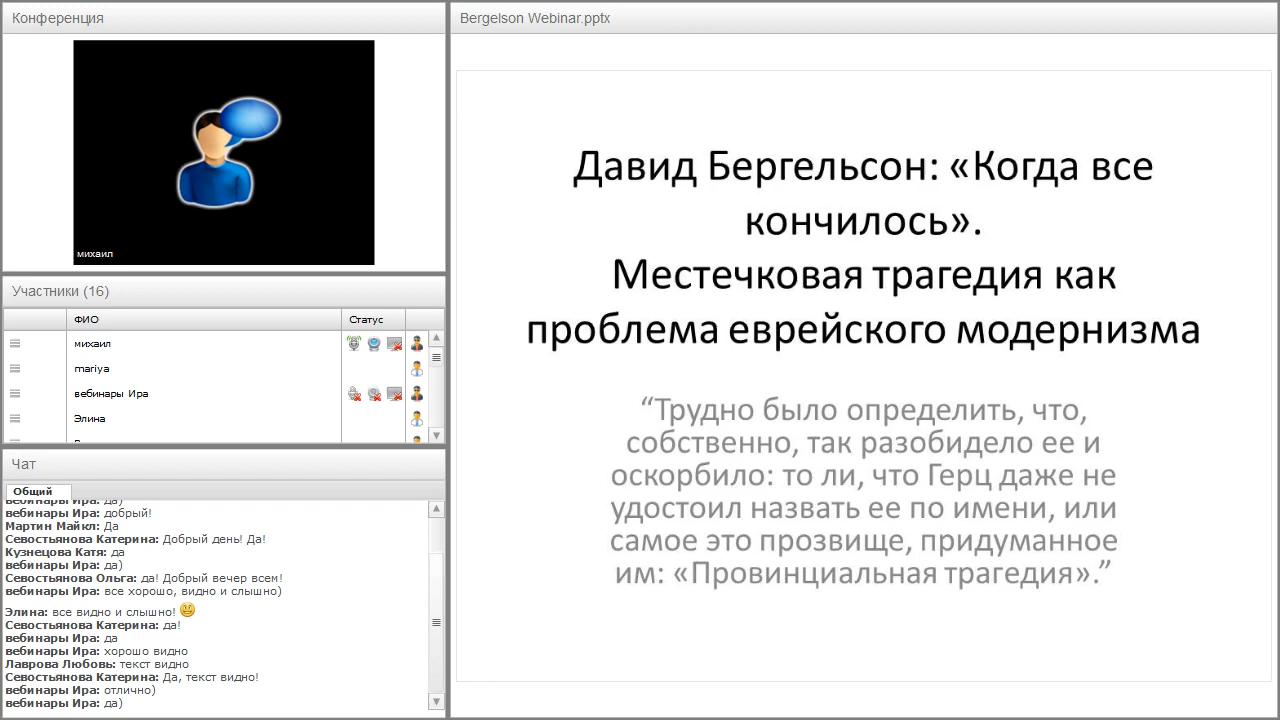 Конференция
михаил
Участники (16)
ФИО Статус
михаил
mariya
вебинары Ира
Элина
Чат
Общий
вебинары Ира: да)
вебинары Ира: добрый!
Мартин Майкл: Да
Севостьянова Катерина: Добрый день! Да!
Кузнецова Катя: да
вебинары Ира: да)
Севостьянова Ольга: да! Добрый вечер всем!
вебинары Ира: все хорошо, видно и слышно)
Элина: все видно и слышно!
Севостьянова Катерина: да!
вебинары Ира: да
вебинары Ира: хорошо видно
Лаврова Любовь: текст видно
Севостьянова Катерина: Да, текст видно!
вебинары Ира: отлично)
вебинары Ира: да)
Bergelson Webinar.pptx
Давид Бергельсон: «Когда все
кончилось».
Местечковая трагедия как
проблема еврейского модернизма
“Трудно было определить, что,
собственно, так разобидело ее и
оскорбило: то ли, что Герц даже не
удостоил назвать ее по имени, или
самое это прозвище, придуманное
им: «Провинциальная трагедия».”